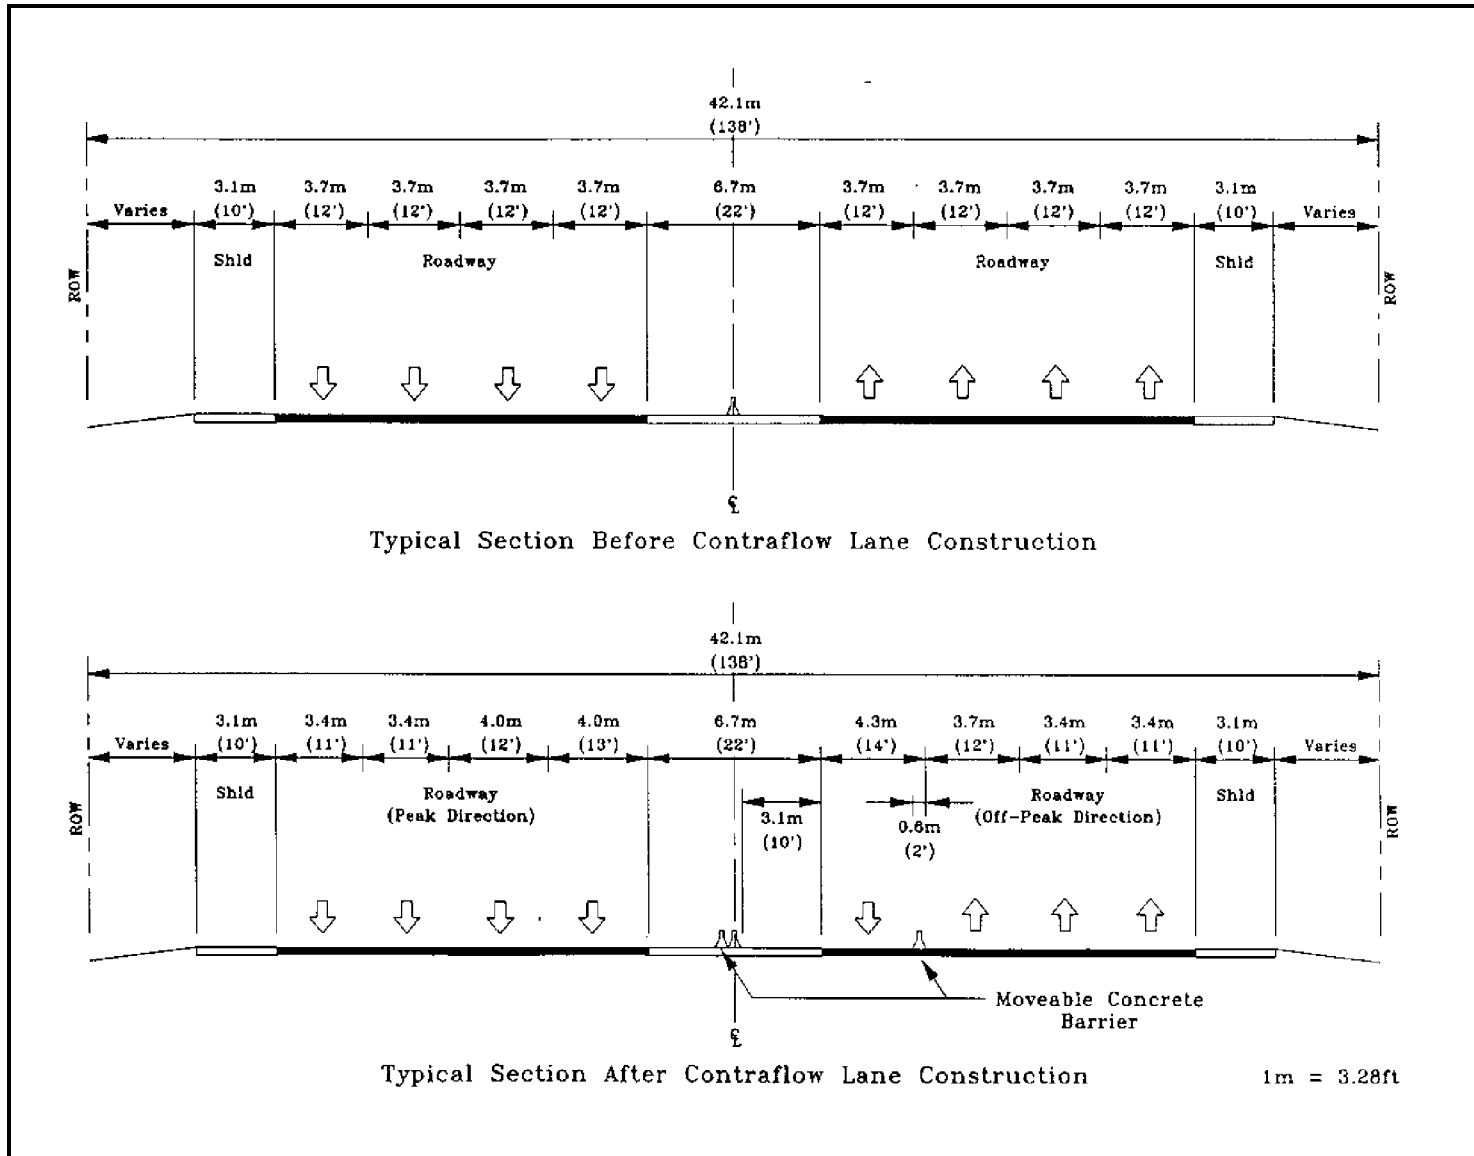 42.1m
(138')
3.1m 3.7m 3.7m 3.7m 3.7m 6.7m 3.7m 3.7m 3.7m 3.7m 3.1m
Varies (10') (12') (12') (12') (12') (22') (12') (12') (12') (12') (10') Varies
Shld Roadway Roadway Shld
ROW ROW
℄
Typical Section Before Contraflow Lane Construction
42.1m
(138')
3.1m 3.4m 3.4m 4.0m 4.0m 6.7m 4.3m 3.7m 3.4m 3.4m 3.1m
Varies (10') (11') (11') (12') (13') (22') (14') (12') (11') (11') (10') Varies
Shld Roadway Roadway Shld
(Peak Direction) 3.1m 0.6m (Off-Peak Direction)
ROW (10') (2') ROW
Moveable Concrete
Barrier
℄
Typical Section After Contraflow Lane Construction 1m = 3.28ft